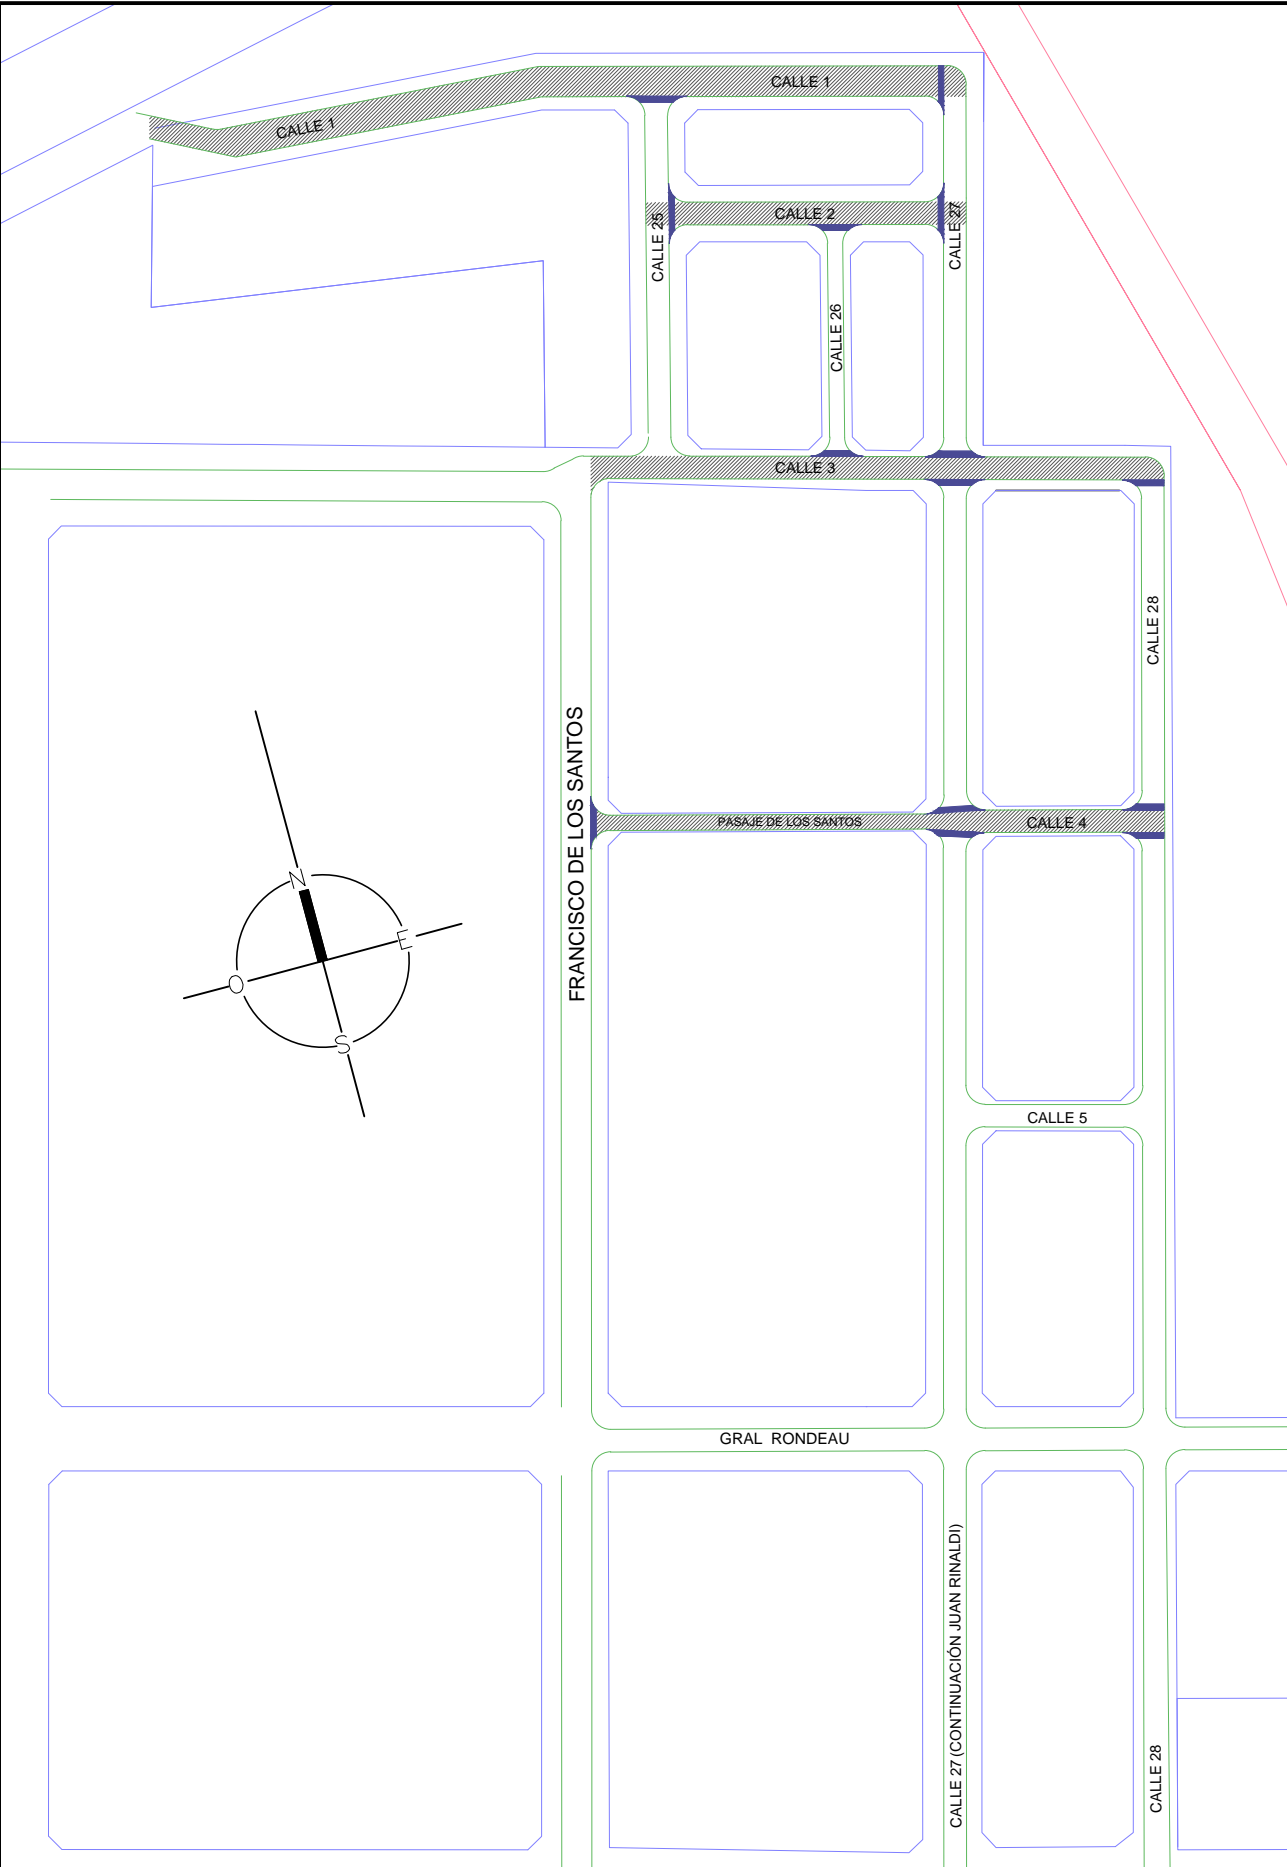 CALLE 1
CALLE 1
CALLE 2
CALLE 25
CALLE 27
CALLE 26
CALLE 3
CALLE 28
FRANCISCO DE LOS SANTOS
PASAJE DE LOS SANTOS
CALLE 4
N
E
O
S
CALLE 5
GRAL RONDEAU
CALLE 27 (CONTINUACIÓN JUAN RINALDI)
CALLE 28